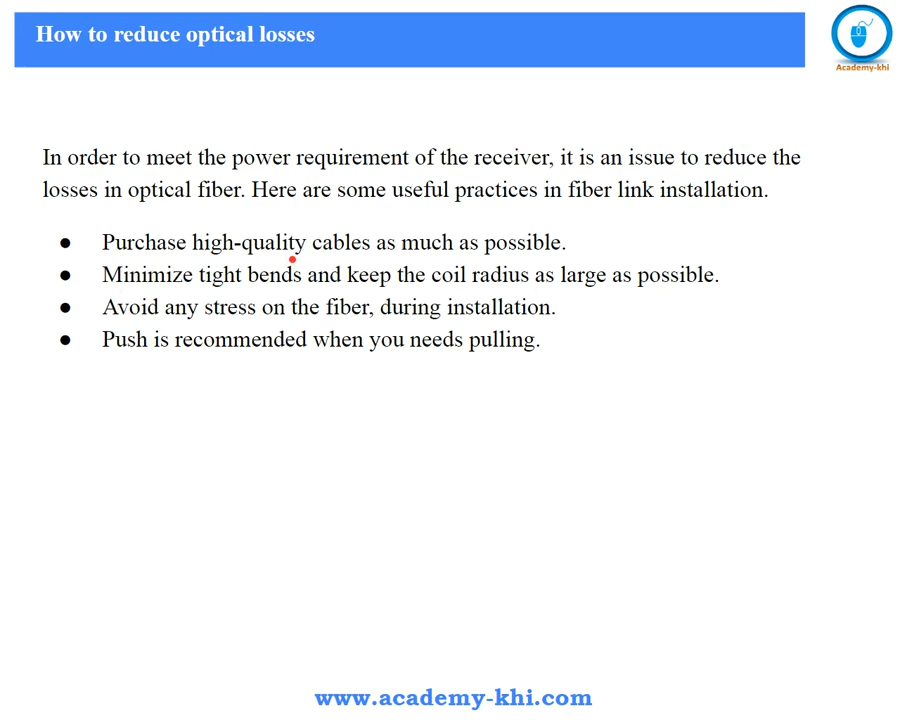 How to reduce optical losses
Academy-khi
In order to meet the power requirement of the receiver, it is an issue to reduce the
losses in optical fiber. Here are some useful practices in fiber link installation.
● Purchase high-quality cables as much as possible.
● Minimize tight bends and keep the coil radius as large as possible.
● Avoid any stress on the fiber, during installation.
● Push is recommended when you needs pulling.
www.academy-khi.com